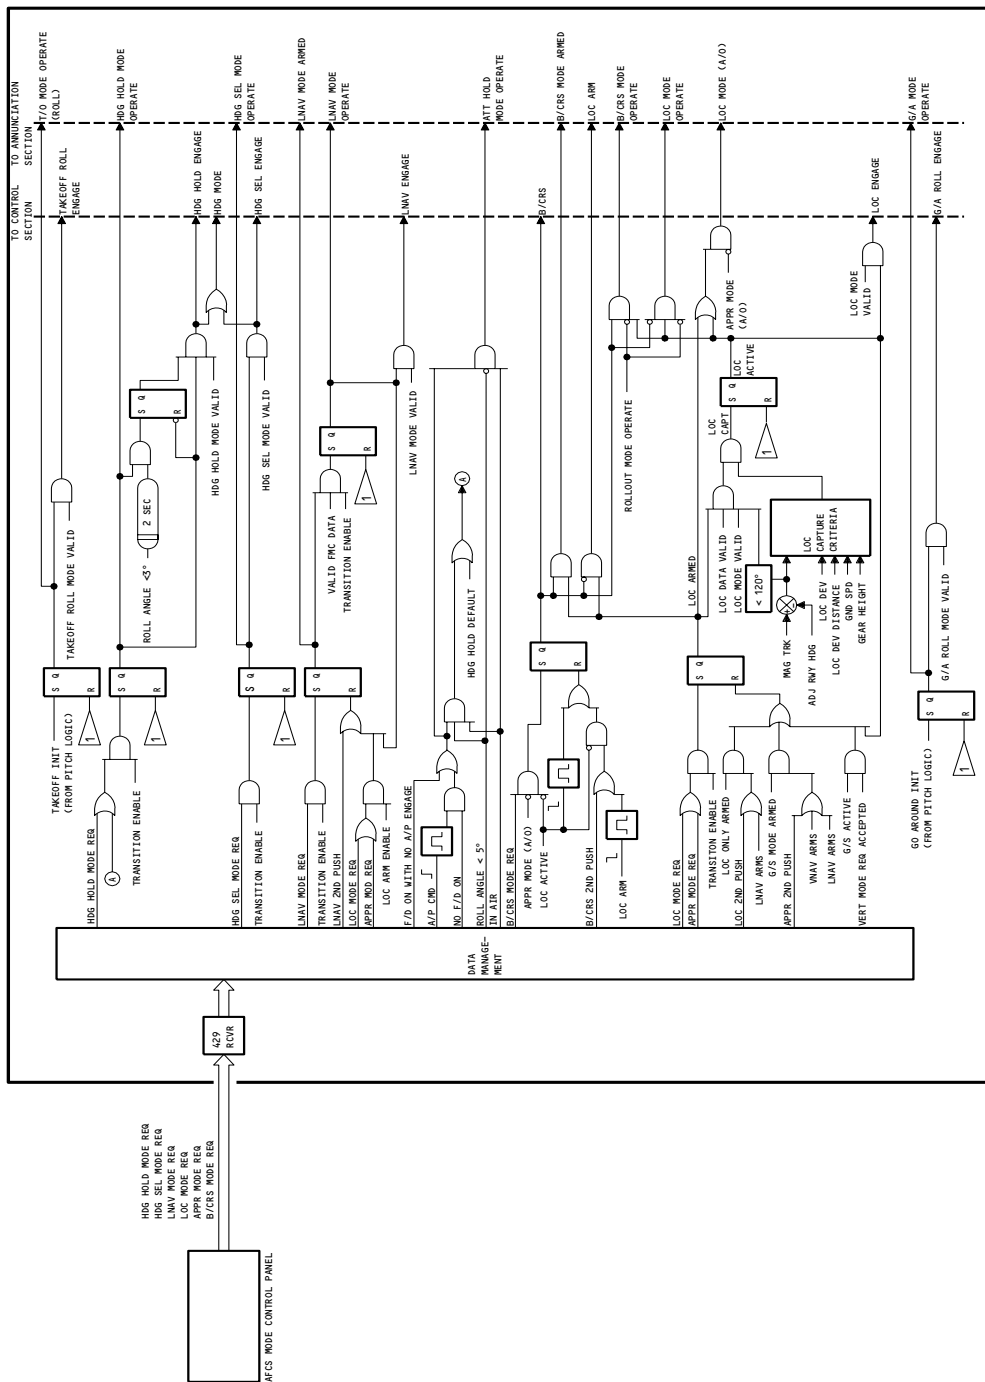 AFCS MODE CONTROL PANEL
HDG HOLD MODE REQ
HDG SEL MODE REQ
LNAV MODE REQ
LOC MODE REQ
APPR MODE REQ
B/CRS MODE REQ
429
RCVR
DATA
MANAGE-
MENT
TO CONTROL
SECTION
TO ANNUNCIATION
SECTION
TAKEOFF INIT
(FROM PITCH LOGIC)
S Q
R
1
TAKEOFF ROLL MODE VALID
TAKEOFF ROLL
ENGAGE
T/O MODE OPERATE
(ROLL)
HDG HOLD MODE REQ
A
TRANSITION ENABLE
S Q
R
1
ROLL ANGLE <3°
2 SEC
S Q
R
HDG HOLD MODE VALID
HDG HOLD ENGAGE
HDG MODE
HDG HOLD MODE
OPERATE
HDG SEL MODE REQ
TRANSITION ENABLE
S Q
R
1
HDG SEL MODE VALID
HDG SEL ENGAGE
HDG SEL MODE
OPERATE
LNAV MODE REQ
TRANSITION ENABLE
LNAV 2ND PUSH
LOC MODE REQ
APPR MOD REQ
LOC ARM ENABLE
S Q
R
VALID FMC DATA
TRANSITION ENABLE
S Q
R
1
LNAV MODE VALID
LNAV ENGAGE
LNAV MODE ARMED
LNAV MODE
OPERATE
F/D ON WITH NO A/P ENGAGE
A/P CMD
NO F/D ON
ROLL ANGLE < 5°
IN AIR
HDG HOLD DEFAULT
A
ATT HOLD
MODE OPERATE
B/CRS MODE REQ
APPR MODE (A/O)
LOC ACTIVE
B/CRS 2ND PUSH
LOC ARM
S Q
R
B/CRS
B/CRS MODE ARMED
LOC ARM
ROLLOUT MODE OPERATE
B/CRS MODE
OPERATE
LOC MODE
OPERATE
LOC MODE REQ
APPR MODE REQ
TRANSITON ENABLE
LOC ONLY ARMED
LOC 2ND PUSH
LNAV ARMS
G/S MODE ARMED
APPR 2ND PUSH
VNAV ARMS
LNAV ARMS
G/S ACTIVE
VERT MODE REQ ACCEPTED
S Q
R
LOC ARMED
LOC DATA VALID
LOC MODE VALID
< 120°
MAG TRK
ADJ RWY HDG
+
-
LOC
CAPTURE
CRITERIA
LOC DEV
LOC DEV DISTANCE
GND SPD
GEAR HEIGHT
LOC
CAPT
S Q
R
1
LOC
ACTIVE
APPR MODE
(A/O)
LOC MODE (A/O)
LOC MODE
VALID
LOC ENGAGE
GO AROUND INIT
(FROM PITCH LOGIC)
S Q
R
1
G/A ROLL MODE VALID
G/A ROLL ENGAGE
G/A MODE
OPERATE